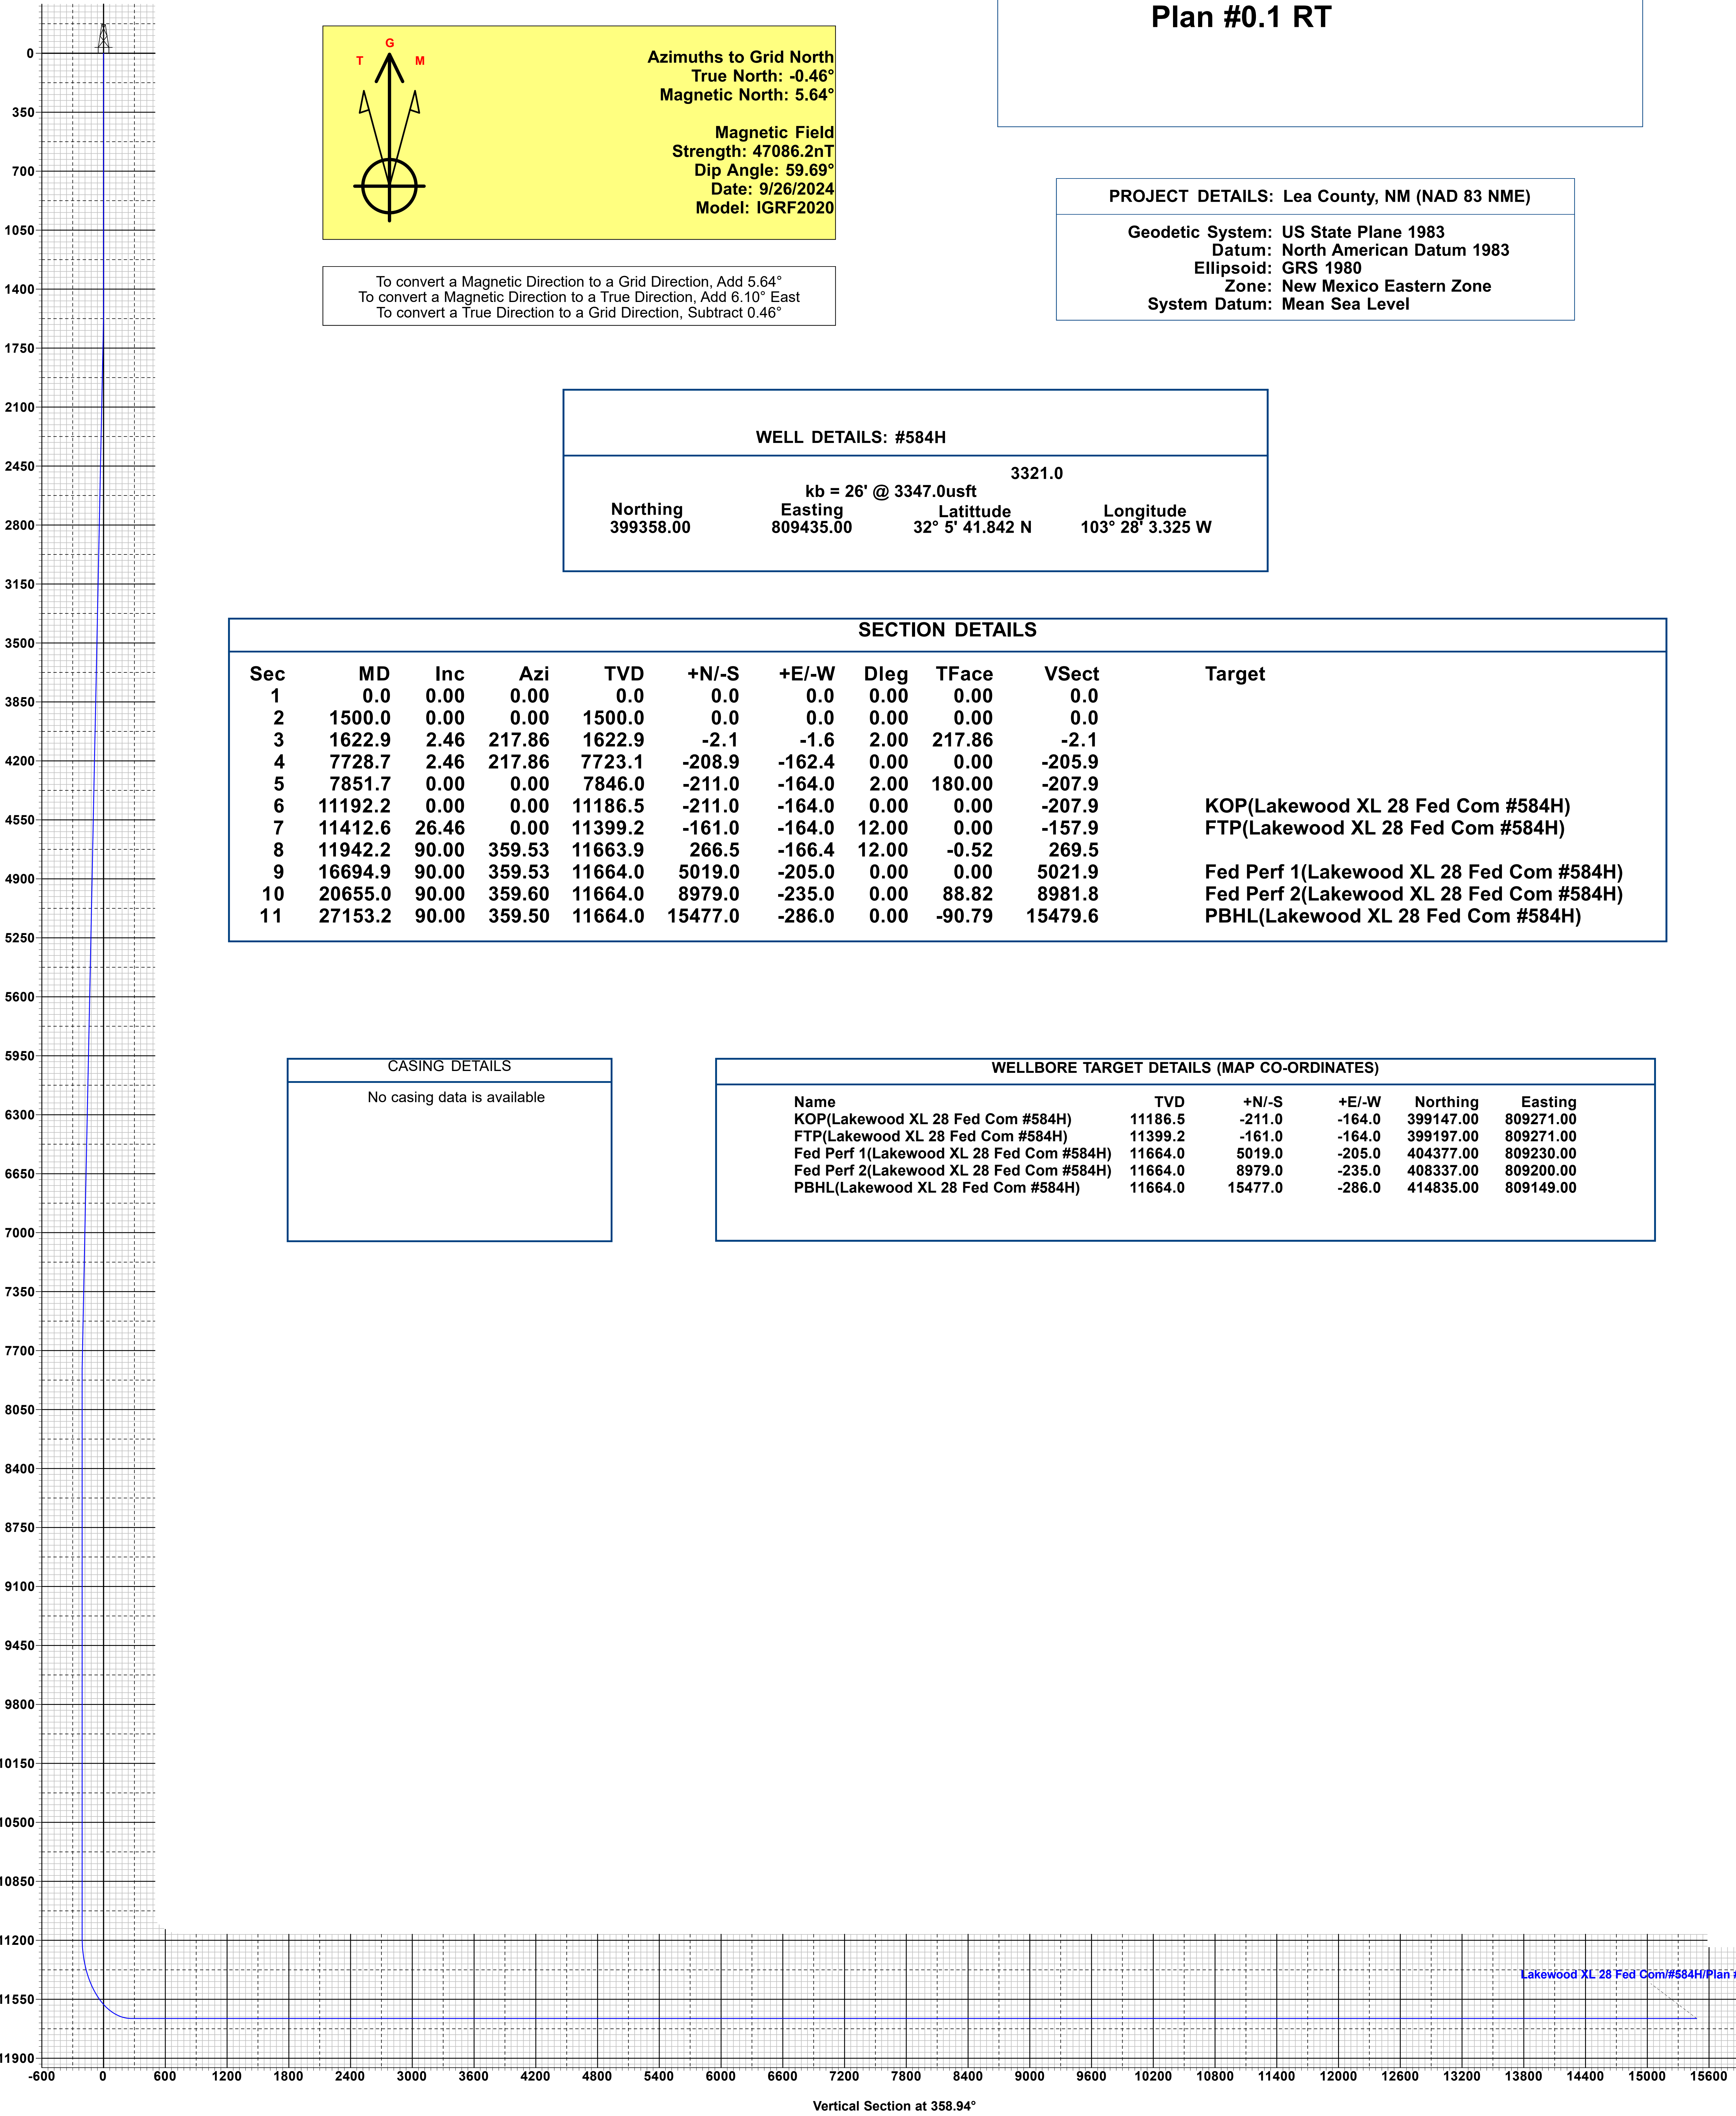 Plan #0.1 RT
G
T M
Azimuths to Grid North
True North: -0.46°
Magnetic North: 5.64°
Magnetic Field
Strength: 47086.2nT
Dip Angle: 59.69°
Date: 9/26/2024
Model: IGRF2020
To convert a Magnetic Direction to a Grid Direction, Add 5.64°
To convert a Magnetic Direction to a True Direction, Add 6.10° East
To convert a True Direction to a Grid Direction, Subtract 0.46°
PROJECT DETAILS: Lea County, NM (NAD 83 NME)
Geodetic System: US State Plane 1983
Datum: North American Datum 1983
Ellipsoid: GRS 1980
Zone: New Mexico Eastern Zone
System Datum: Mean Sea Level
WELL DETAILS: #584H
3321.0
kb = 26' @ 3347.0usft
Northing Easting Latittude Longitude
399358.00 809435.00 32° 5' 41.842 N 103° 28' 3.325 W
SECTION DETAILS
Sec MD Inc Azi TVD +N/-S +E/-W Dleg TFace VSect Target
1 0.0 0.00 0.00 0.0 0.0 0.0 0.00 0.00 0.0
2 1500.0 0.00 0.00 1500.0 0.0 0.0 0.00 0.00 0.0
3 1622.9 2.46 217.86 1622.9 -2.1 -1.6 2.00 217.86 -2.1
4 7728.7 2.46 217.86 7723.1 -208.9 -162.4 0.00 0.00 -205.9
5 7851.7 0.00 0.00 7846.0 -211.0 -164.0 2.00 180.00 -207.9
6 11192.2 0.00 0.00 11186.5 -211.0 -164.0 0.00 0.00 -207.9 KOP(Lakewood XL 28 Fed Com #584H)
7 11412.6 26.46 0.00 11399.2 -161.0 -164.0 12.00 0.00 -157.9 FTP(Lakewood XL 28 Fed Com #584H)
8 11942.2 90.00 359.53 11663.9 266.5 -166.4 12.00 -0.52 269.5
9 16694.9 90.00 359.53 11664.0 5019.0 -205.0 0.00 0.00 5021.9 Fed Perf 1(Lakewood XL 28 Fed Com #584H)
10 20655.0 90.00 359.60 11664.0 8979.0 -235.0 0.00 88.82 8981.8 Fed Perf 2(Lakewood XL 28 Fed Com #584H)
11 27153.2 90.00 359.50 11664.0 15477.0 -286.0 0.00 -90.79 15479.6 PBHL(Lakewood XL 28 Fed Com #584H)
CASING DETAILS
No casing data is available
WELLBORE TARGET DETAILS (MAP CO-ORDINATES)
Name TVD +N/-S +E/-W Northing Easting
KOP(Lakewood XL 28 Fed Com #584H) 11186.5 -211.0 -164.0 399147.00 809271.00
FTP(Lakewood XL 28 Fed Com #584H) 11399.2 -161.0 -164.0 399197.00 809271.00
Fed Perf 1(Lakewood XL 28 Fed Com #584H) 11664.0 5019.0 -205.0 404377.00 809230.00
Fed Perf 2(Lakewood XL 28 Fed Com #584H) 11664.0 8979.0 -235.0 408337.00 809200.00
PBHL(Lakewood XL 28 Fed Com #584H) 11664.0 15477.0 -286.0 414835.00 809149.00
0
350
700
1050
1400
1750
2100
2450
2800
3150
3500
3850
4200
4550
4900
5250
5600
5950
6300
6650
7000
7350
7700
8050
8400
8750
9100
9450
9800
10150
10500
10850
11200
11550
11900
Lakewood XL 28 Fed Com/#584H/Plan #
-600 0 600 1200 1800 2400 3000 3600 4200 4800 5400 6000 6600 7200 7800 8400 9000 9600 10200 10800 11400 12000 12600 13200 13800 14400 15000 15600
Vertical Section at 358.94°